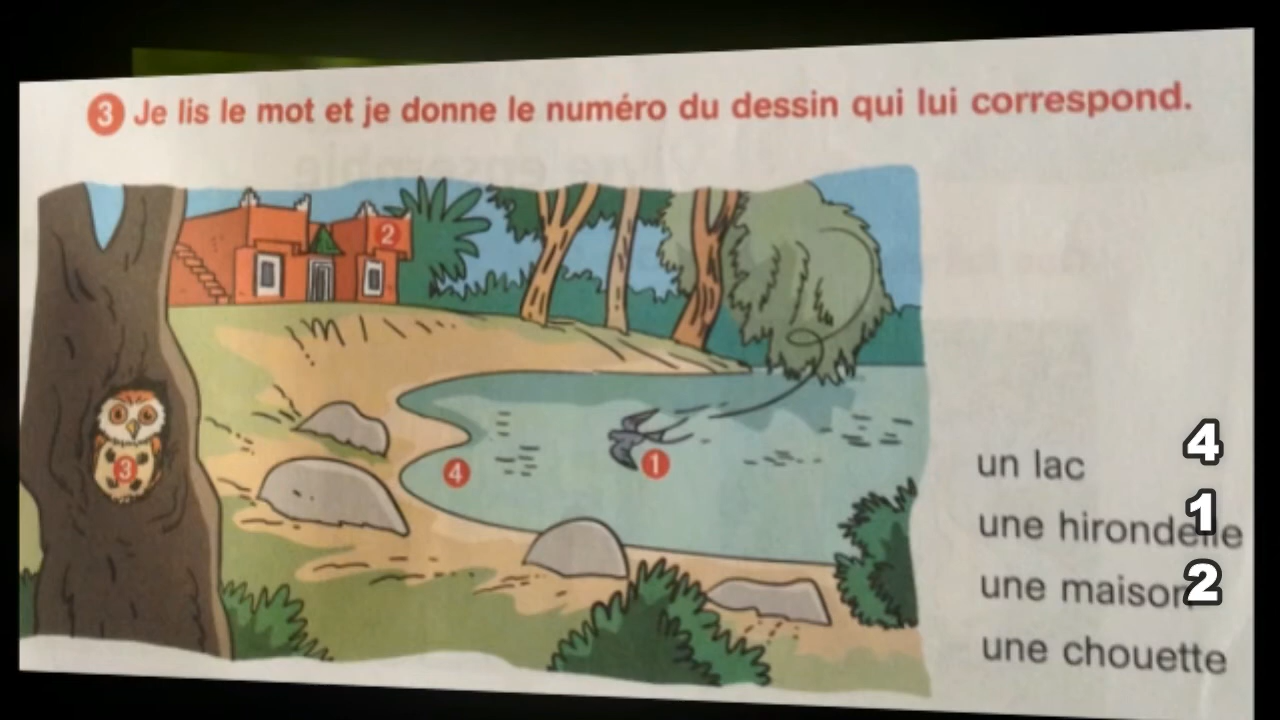 3 Je lis le mot et je donne le numéro du dessin qui lui correspond.
2
3
4
1
un lac 4
une hirondelle 1
une maison 2
une chouette